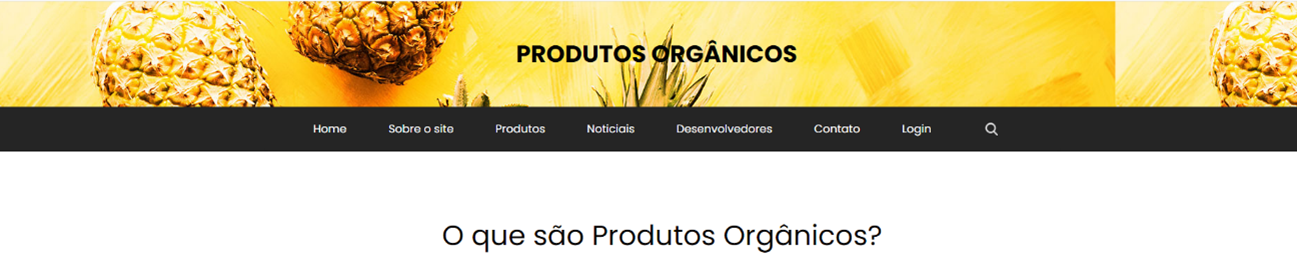 PRODUTOS ORGÂNICOS
Home Sobre o site Produtos Noticiais Desenvolvedores Contato Login
O que são Produtos Orgânicos?